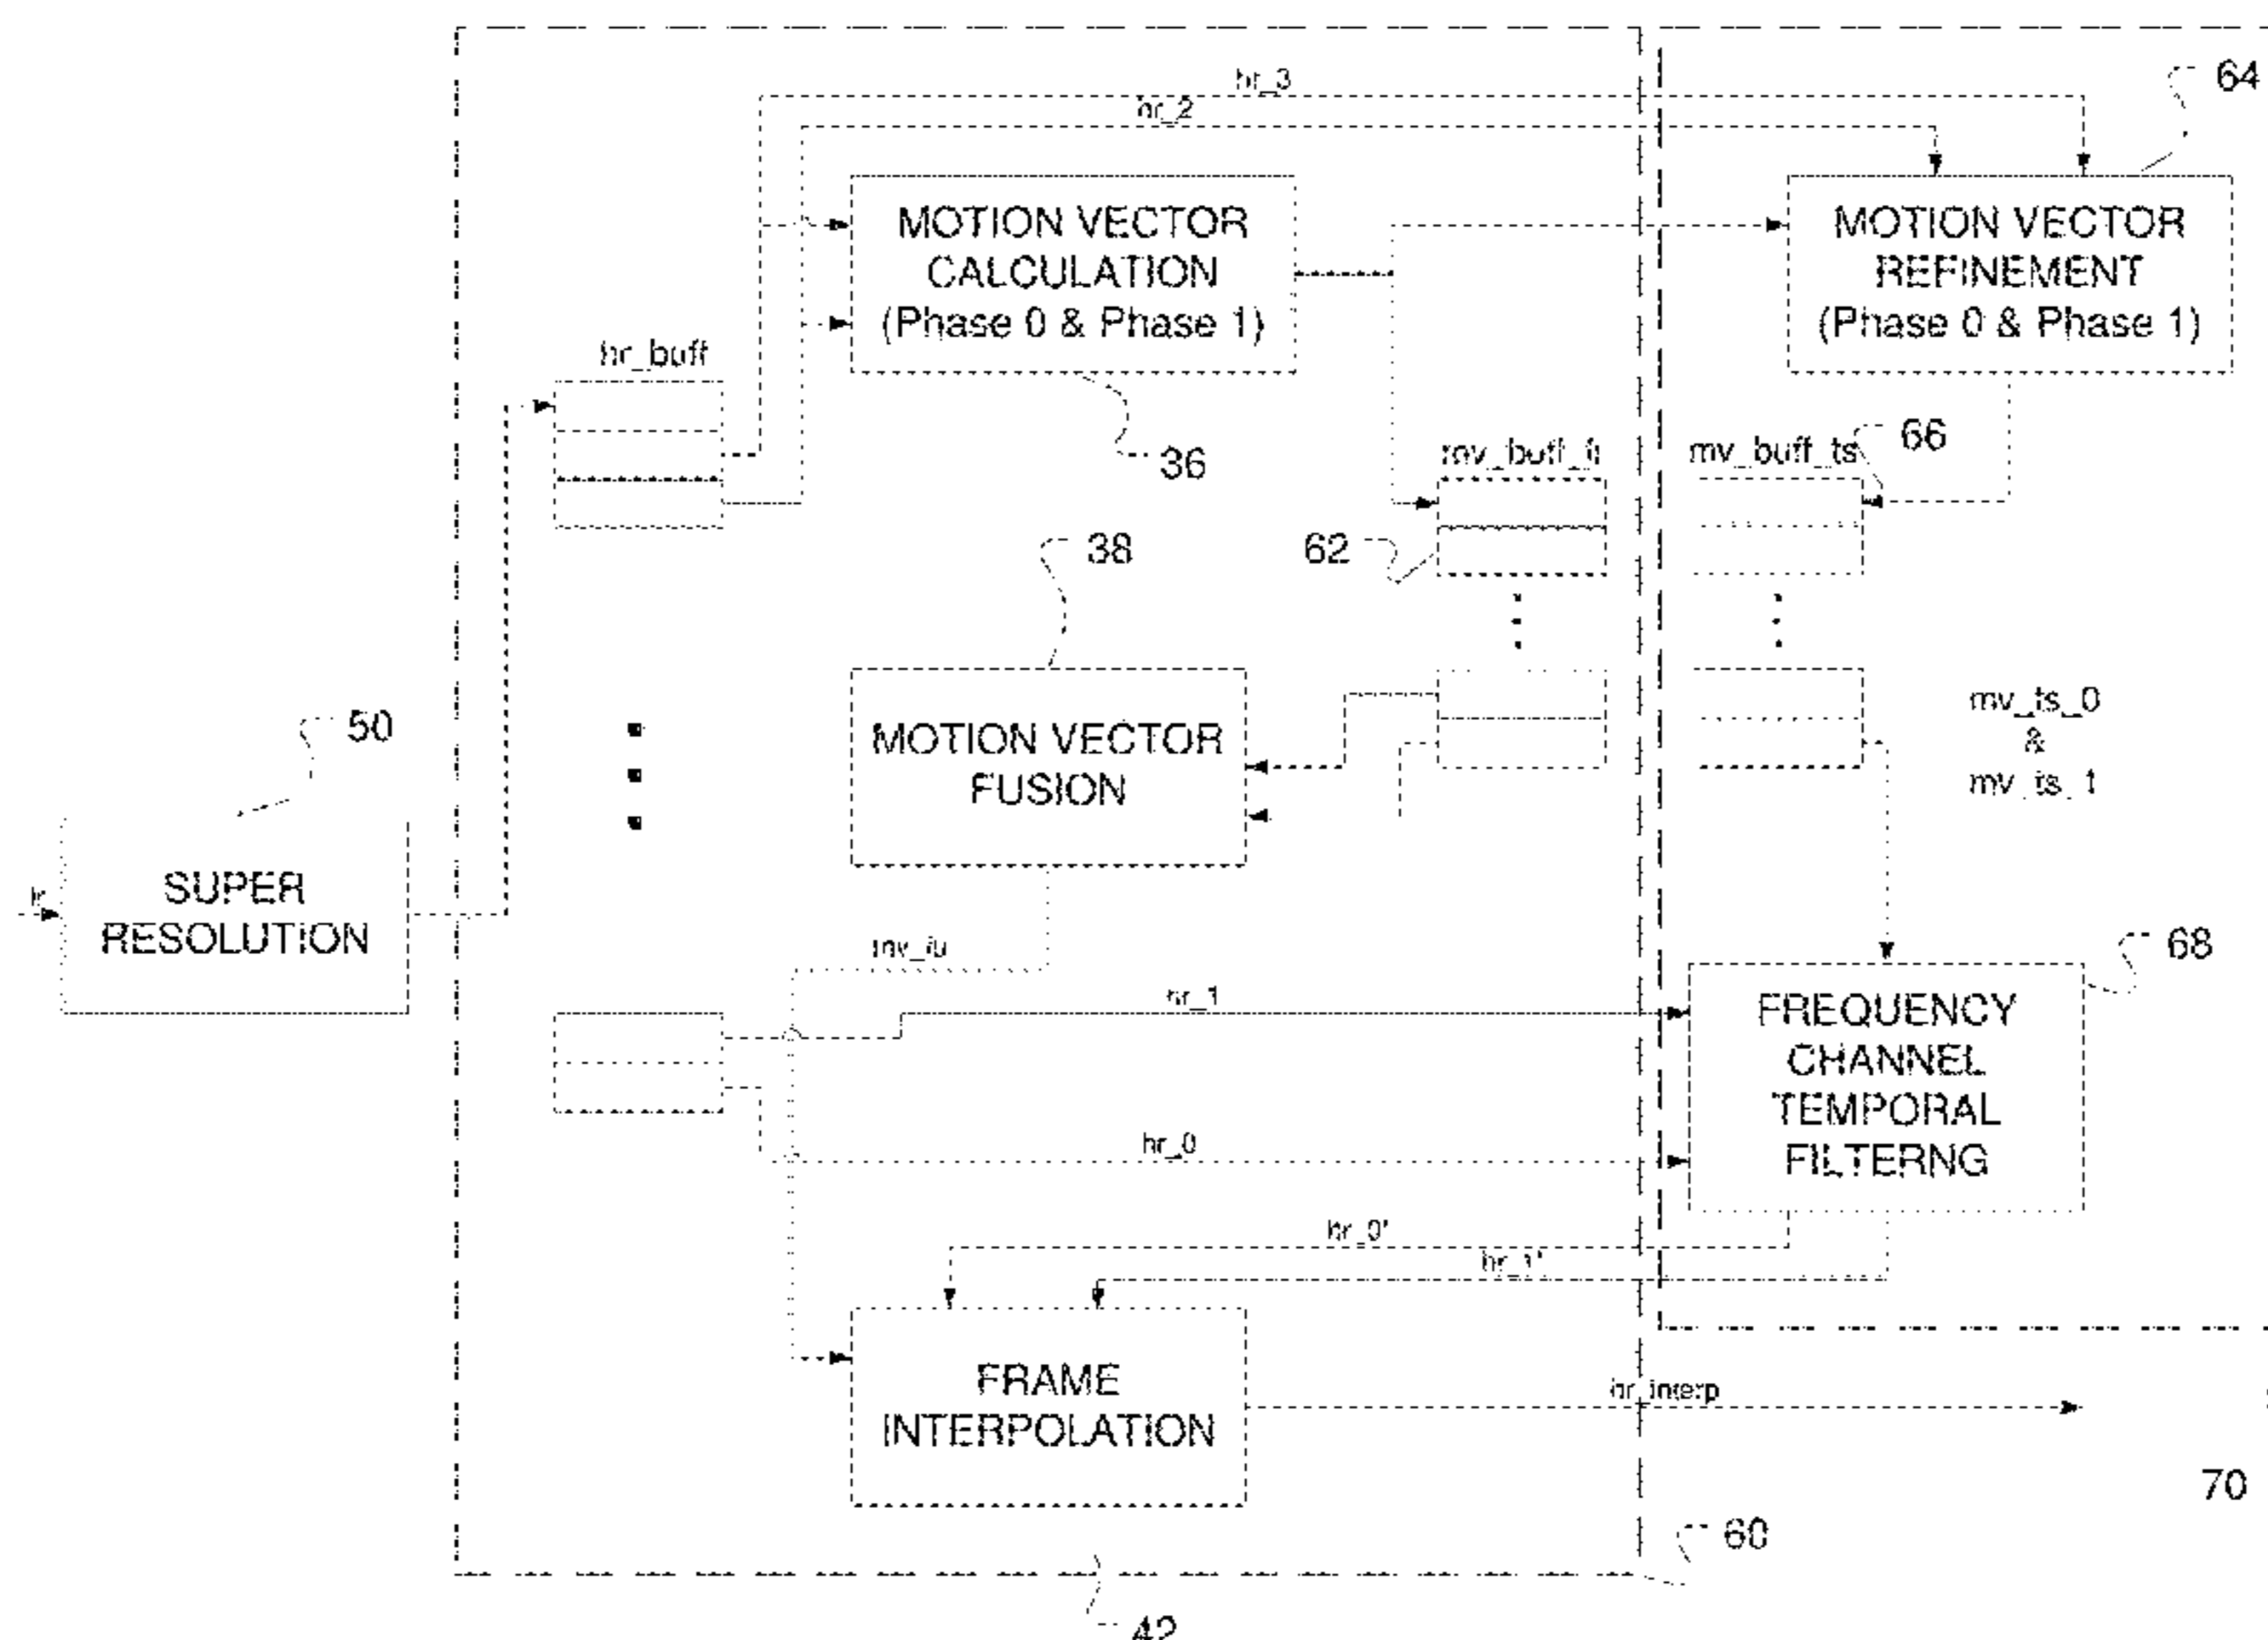 hr_3
64
hr_2
MOTION VECTOR
CALCULATION
(Phase 0 & Phase 1)
MOTION VECTOR
REFINEMENT
(Phase 0 & Phase 1)
hr_buff
36
mv_buff_fi
mv_buff_ts
66
38
62
50
MOTION VECTOR
FUSION
mv_ts_0
&
mv_ts_1
lr
SUPER
RESOLUTION
68
hr_1
FREQUENCY
CHANNEL
TEMPORAL
FILTERNG
hr_0
hr_0'
hr_1'
FRAME
INTERPOLATION
hr_interp
70
60
42